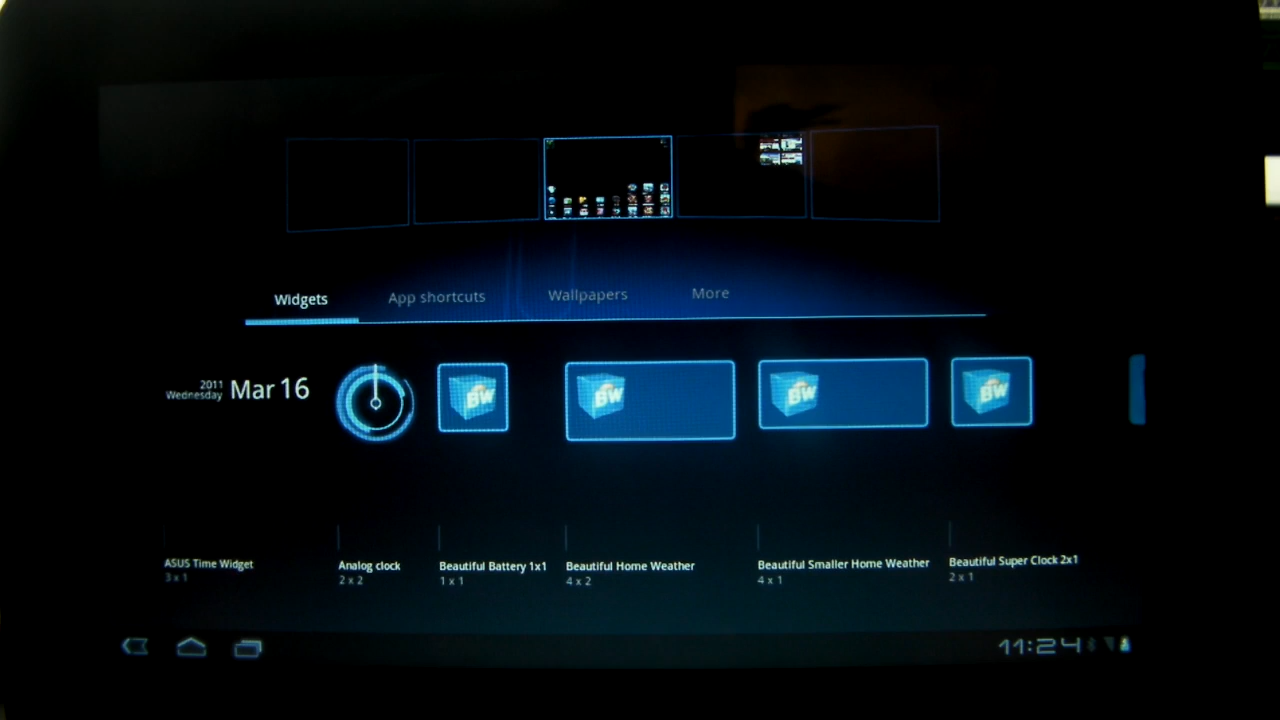 Widgets App shortcuts Wallpapers More
2011
Wednesday
Mar 16
BW BW BW BW
ASUS Time Widget
3 x 1
Analog clock
2 x 2
Beautiful Battery 1x1
1 x 1
Beautiful Home Weather
4 x 2
Beautiful Smaller Home Weather
4 x 1
Beautiful Super Clock 2x1
2 x 1
11:24